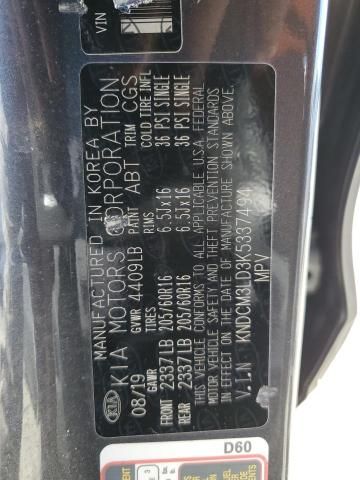 VIN
MANUFACTURED IN KOREA BY
KIA MOTORS CORPORATION
KIA
08/19 GVWR 4409LB PAINT ABT TRIM CGS
GAWR TIRES RIMS COLD TIRE INFL
FRONT 2337LB 205/60R16 6.5Jx16 36 PSI SINGLE
REAR 2337LB 205/60R16 6.5Jx16 36 PSI SINGLE
THIS VEHICLE CONFORMS TO ALL APPLICABLE U.S.A. FEDERAL
MOTOR VEHICLE SAFETY AND THEFT PREVENTION STANDARDS
IN EFFECT ON THE DATE OF MANUFACTURE SHOWN ABOVE.
V.I.N : KNDCM3LD3K5337494
MPV
D60